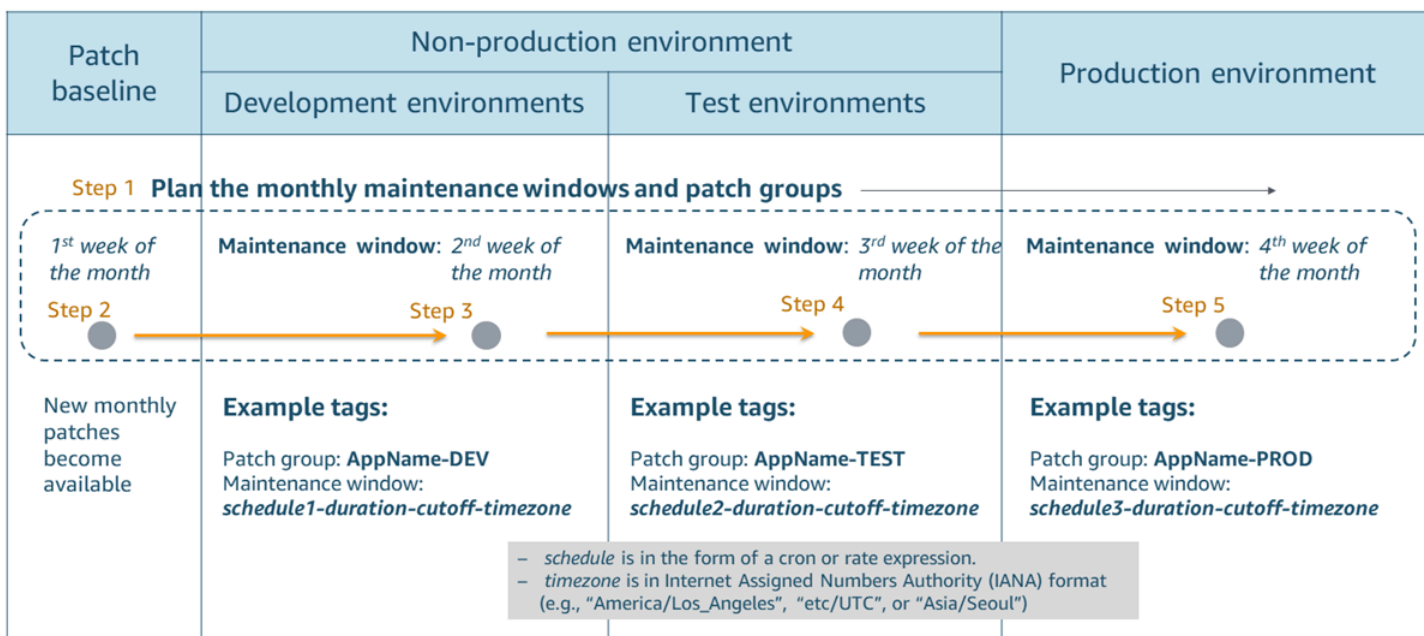 Patch
baseline
Non-production environment
Development environments
Test environments
Production environment
Step 1 Plan the monthly maintenance windows and patch groups
1st week of
the month
Step 2
Maintenance window: 2nd week of
the month
Step 3
Maintenance window: 3rd week of the
month
Step 4
Maintenance window: 4th week of
the month
Step 5
New monthly
patches
become
available
Example tags:
Patch group: AppName-DEV
Maintenance window:
schedule1-duration-cutoff-timezone
Example tags:
Patch group: AppName-TEST
Maintenance window:
schedule2-duration-cutoff-timezone
Example tags:
Patch group: AppName-PROD
Maintenance window:
schedule3-duration-cutoff-timezone
– schedule is in the form of a cron or rate expression.
– timezone is in Internet Assigned Numbers Authority (IANA) format
(e.g., “America/Los_Angeles”, “etc/UTC”, or “Asia/Seoul”)